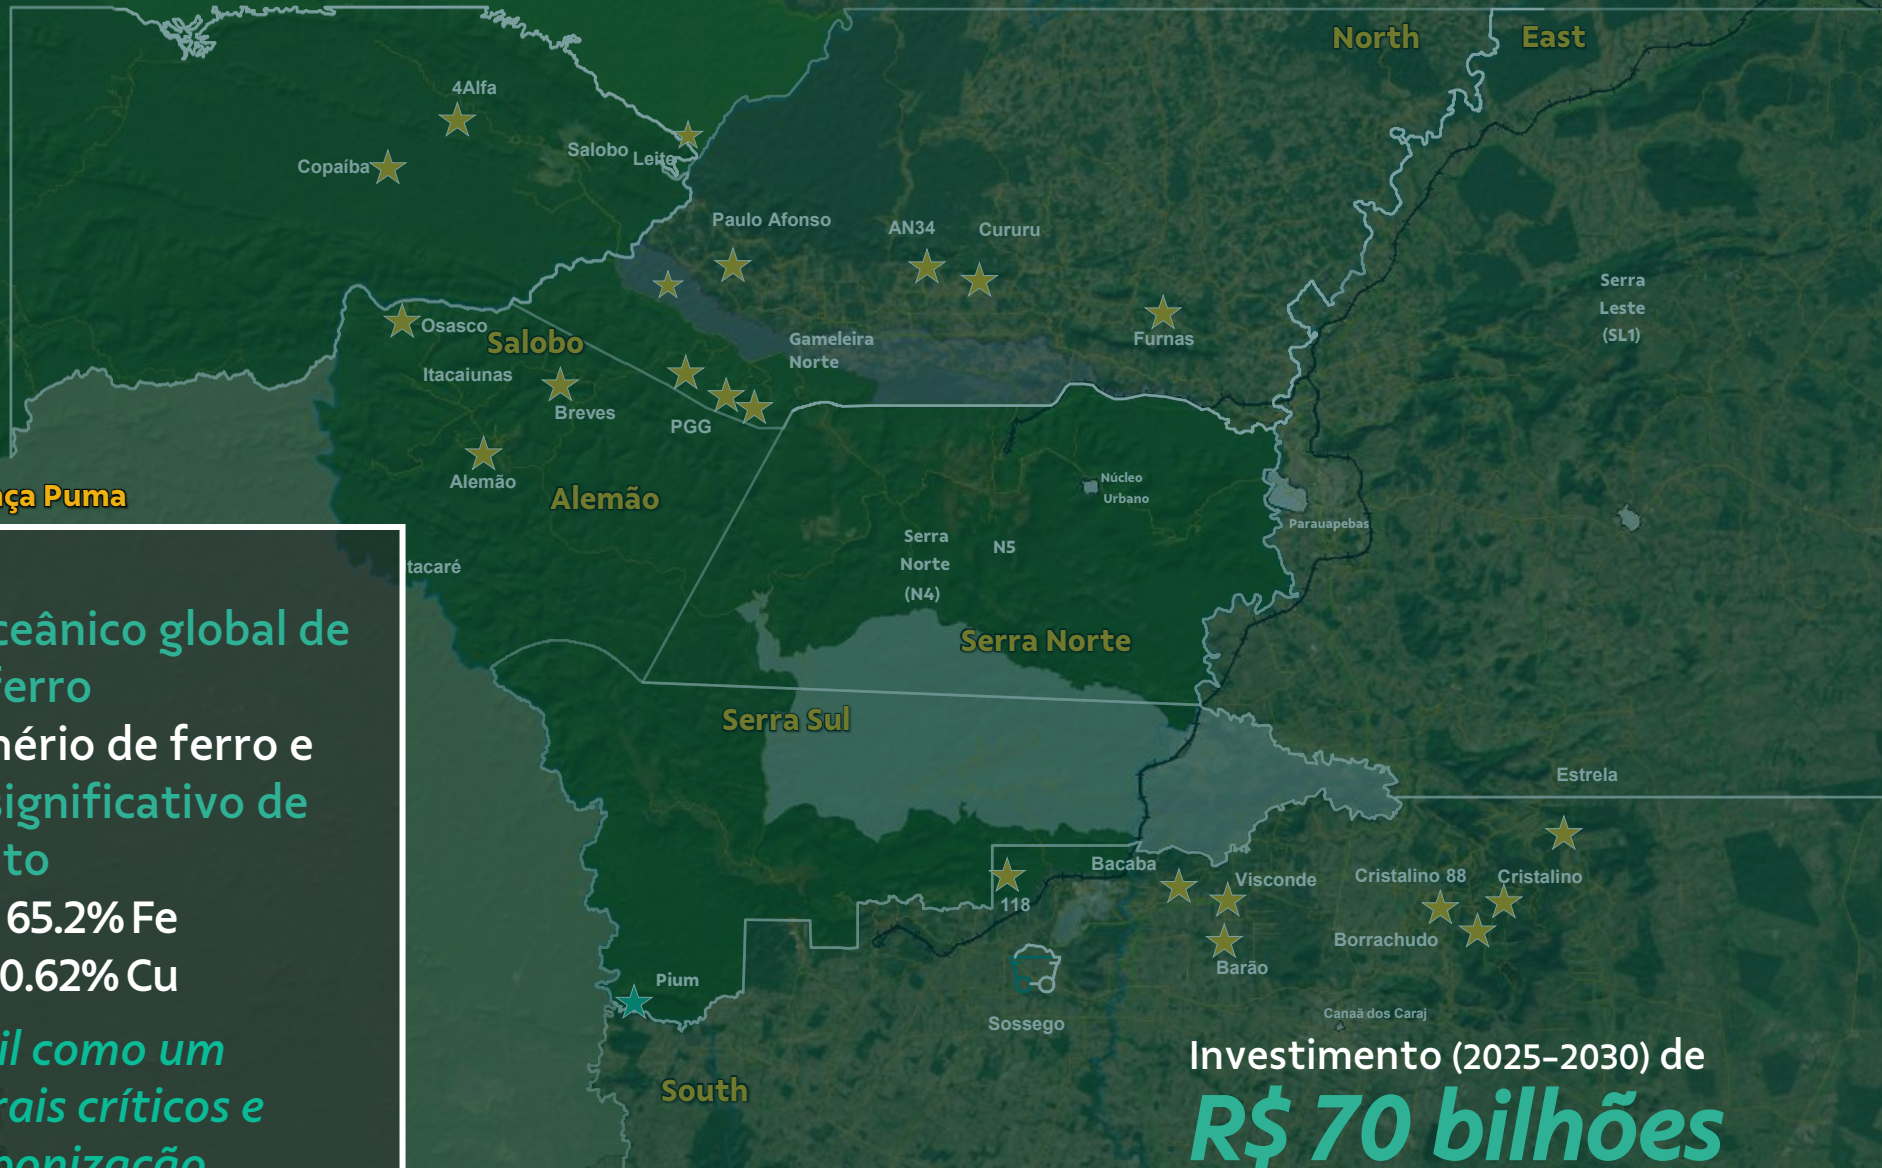 North
East
4Alfa
Copaíba
Salobo
Leite
Paulo Afonso
AN34
Cururu
Serra
Leste
(SL1)
Osasco
Salobo
Gameleira
Norte
Furnas
Itacaiunas
Breves
PGG
Alemão
Alemão
Núcleo
Urbano
Parauapebas
Puma
Serra
Norte
(N4)
N5
tacaré
Serra Norte
Serra Sul
Estrela
Bacaba
Visconde
Cristalino 88
Cristalino
118
Borrachudo
Barão
Pium
Sossego
Canaã dos Caraj
South
ceânico global de
ferro
nério de ferro e
significativo de
to
65.2% Fe
0.62% Cu
il como um
rais críticos e
Investimento (2025-2030) de
R$ 70 bilhões